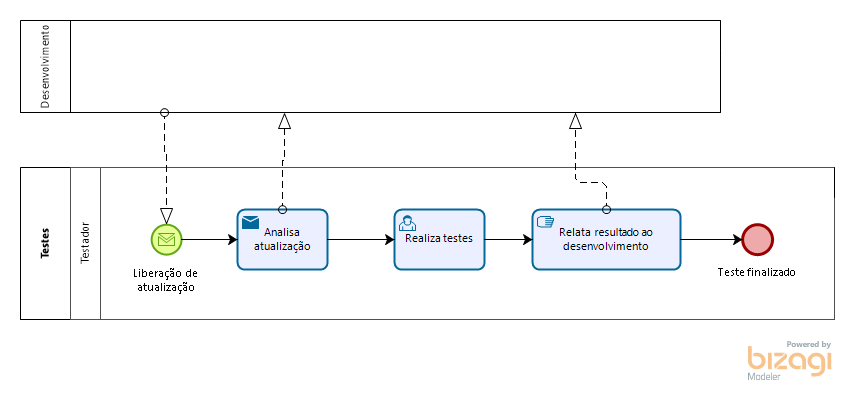 Desenvolvimento
Testes
Testador
Liberação de
atualização
Analisa
atualização
Realiza testes
Relata resultado ao
desenvolvimento
Teste finalizado
Powered by
bizagi
Modeler